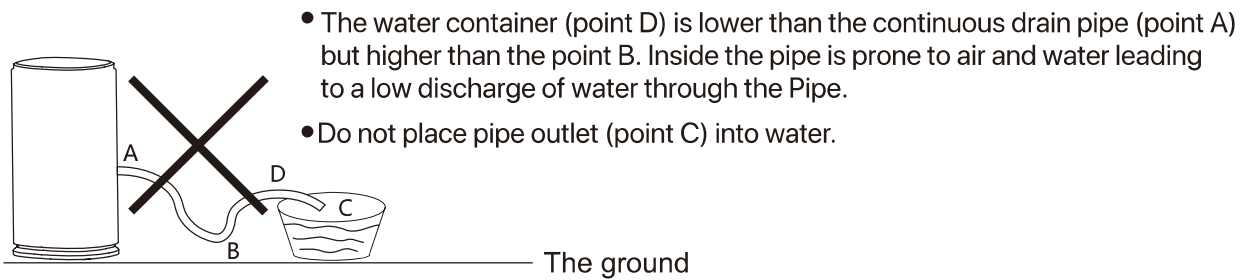 • The water container (point D) is lower than the continuous drain pipe (point A)
but higher than the point B. Inside the pipe is prone to air and water leading
to a low discharge of water through the Pipe.
•Do not place pipe outlet (point C) into water.
A
D
C
B
The ground